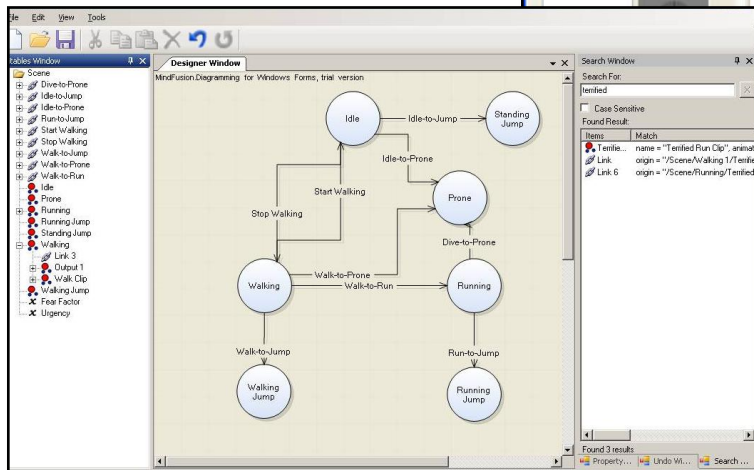 File Edit View Tools
tables Window
Scene
Dive-to-Prone
Idle-to-Jump
Idle-to-Prone
Run-to-Jump
Start Walking
Stop Walking
Walk-to-Jump
Walk-to-Prone
Walk-to-Run
Idle
Prone
Running
Running Jump
Standing Jump
Walking
Link 3
Output 1
Walk Clip
Walking Jump
Fear Factor
Urgency
Designer Window
MindFusion.Diagramming for Windows Forms, trial version
Idle
Idle-to-Jump
Standing
Jump
Idle-to-Prone
Start Walking
Stop Walking
Prone
Dive-to-Prone
Walk-to-Prone
Walking
Walk-to-Run
Running
Walk-to-Jump
Run-to-Jump
Walking
Jump
Running
Jump
Search Window
Search For:
terrified
Case Sensitive
Found Result:
Items Match
Terrifie... name = "Terrified Run Clip", animat
Link origin = "/Scene/Walking 1/Terrifie
Link 6 origin = "/Scene/Running/Terrified
Found 3 results
Property... Undo Wi... Search ...